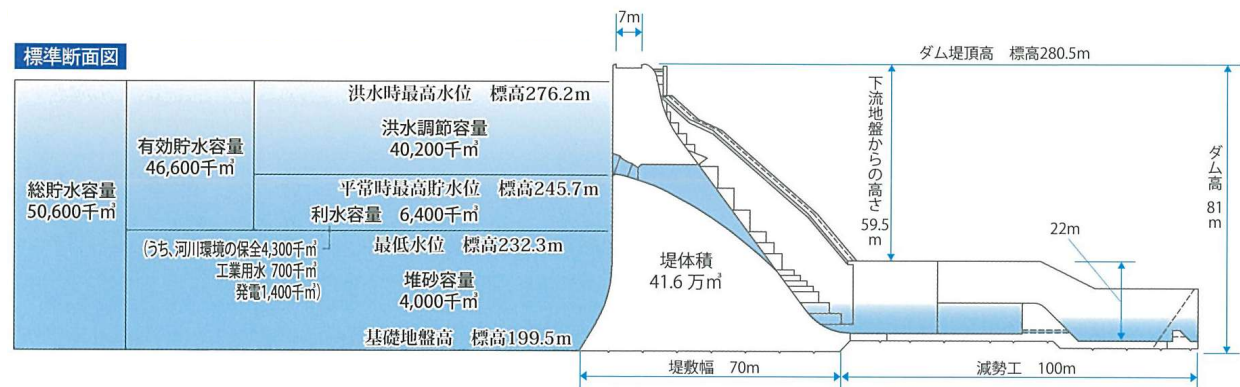 標準断面図
7m
ダム堤頂高 標高280.5m
総貯水容量
50,600千㎥
有効貯水容量
46,600千㎥
洪水時最高水位 標高276.2m
洪水調節容量
40,200千㎥
平常時最高貯水位 標高245.7m
利水容量 6,400千㎥
(うち、河川環境の保全4,300千㎥
工業用水 700千㎥
発電1,400千㎥)
最低水位 標高232.3m
堆砂容量
4,000千㎥
基礎地盤高 標高199.5m
堤体積
41.6 万㎥
下流地盤からの高さ
59.5
m
22m
ダム高
81
m
堤敷幅 70m
減勢工 100m